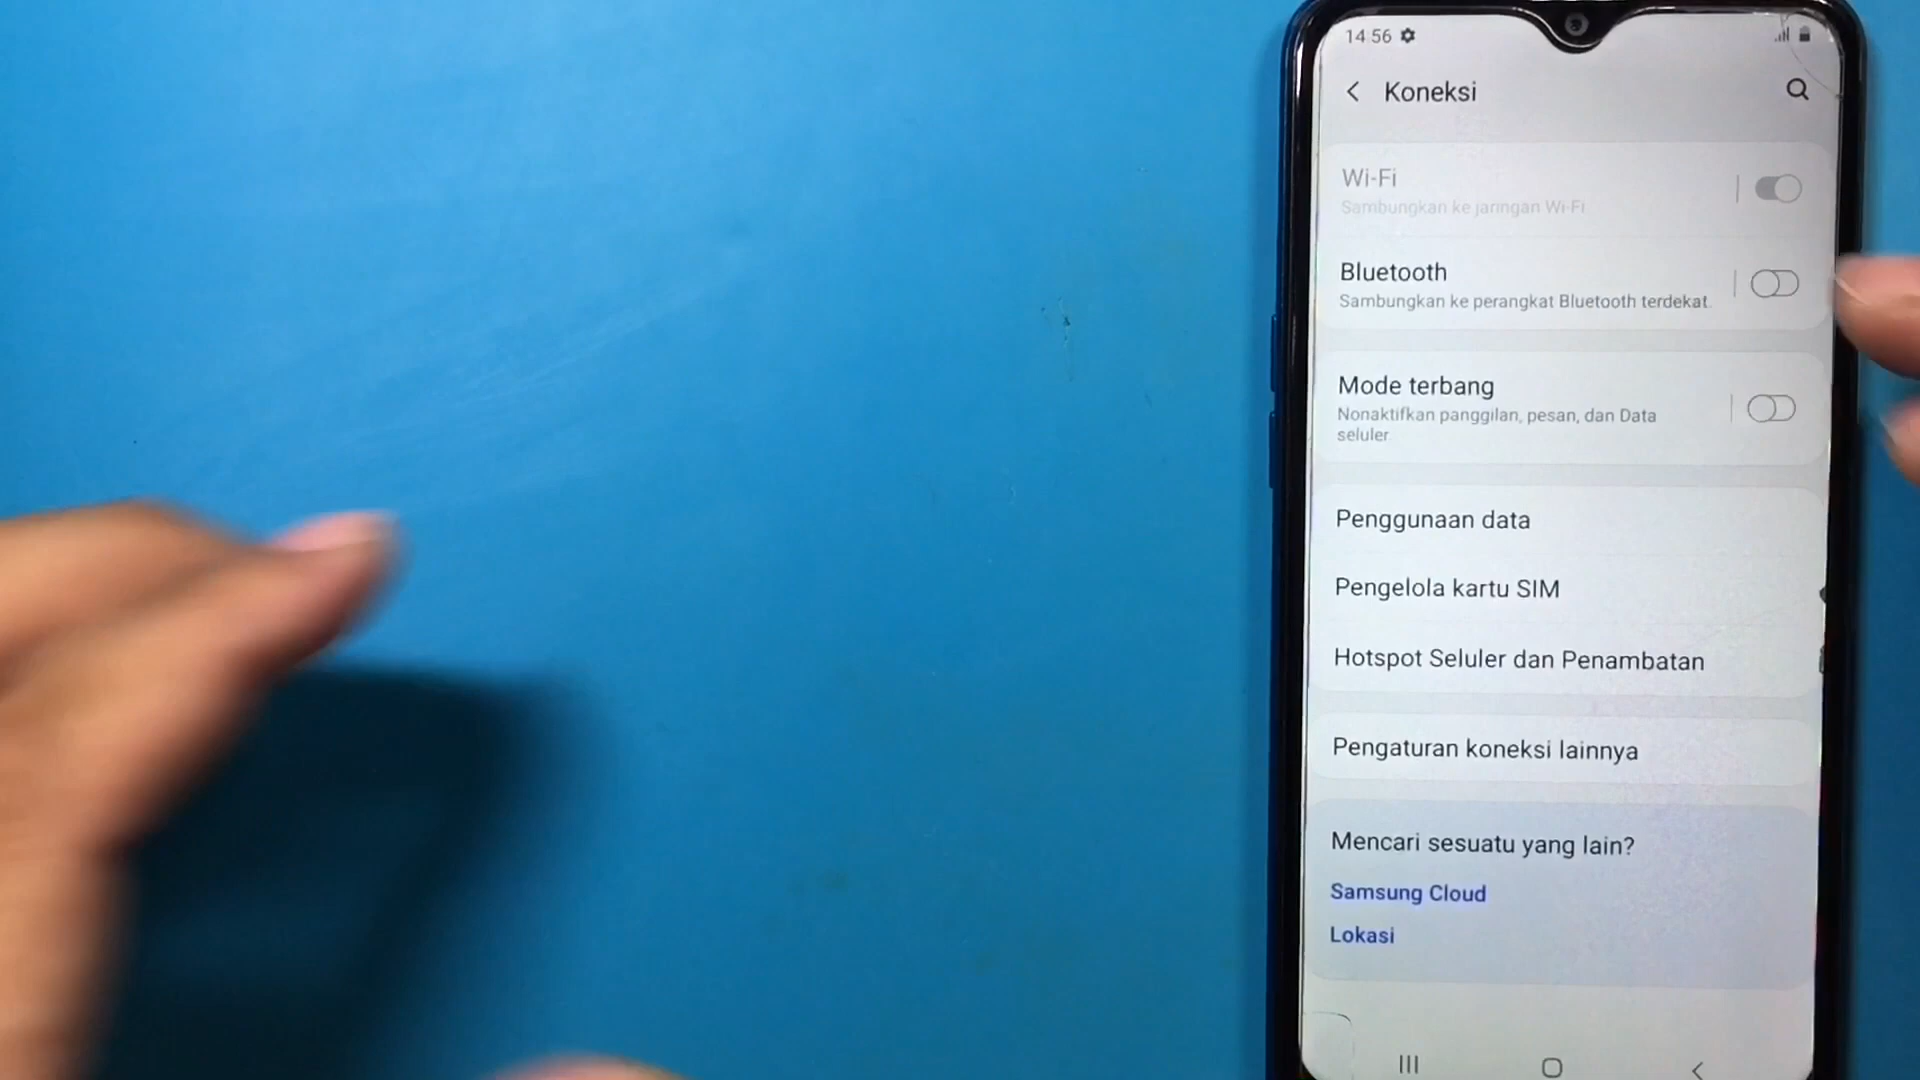 14 56
Koneksi
Wi-Fi
Sambungkan ke jaringan Wi-Fi
Bluetooth
Sambungkan ke perangkat Bluetooth terdekat.
Mode terbang
Nonaktifkan panggilan, pesan, dan Data
seluler
Penggunaan data
Pengelola kartu SIM
Hotspot Seluler dan Penambatan
Pengaturan koneksi lainnya
Mencari sesuatu yang lain?
Samsung Cloud
Lokasi